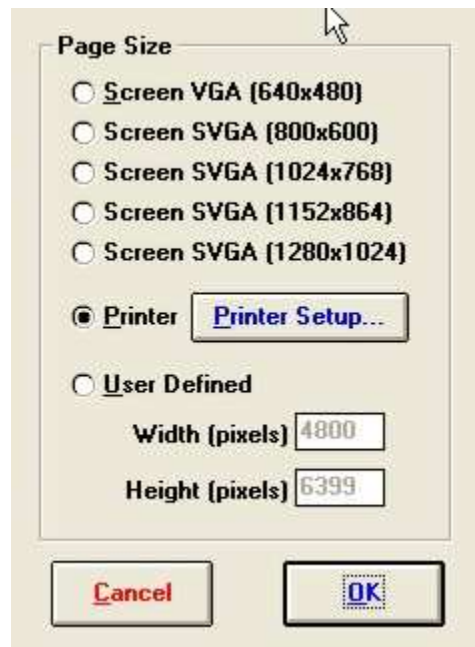 Page Size
Screen VGA (640x480)
Screen SVGA (800x600)
Screen SVGA (1024x768)
Screen SVGA (1152x864)
Screen SVGA (1280x1024)
Printer Printer Setup...
User Defined
Width (pixels) 4800
Height (pixels) 6399
Cancel OK